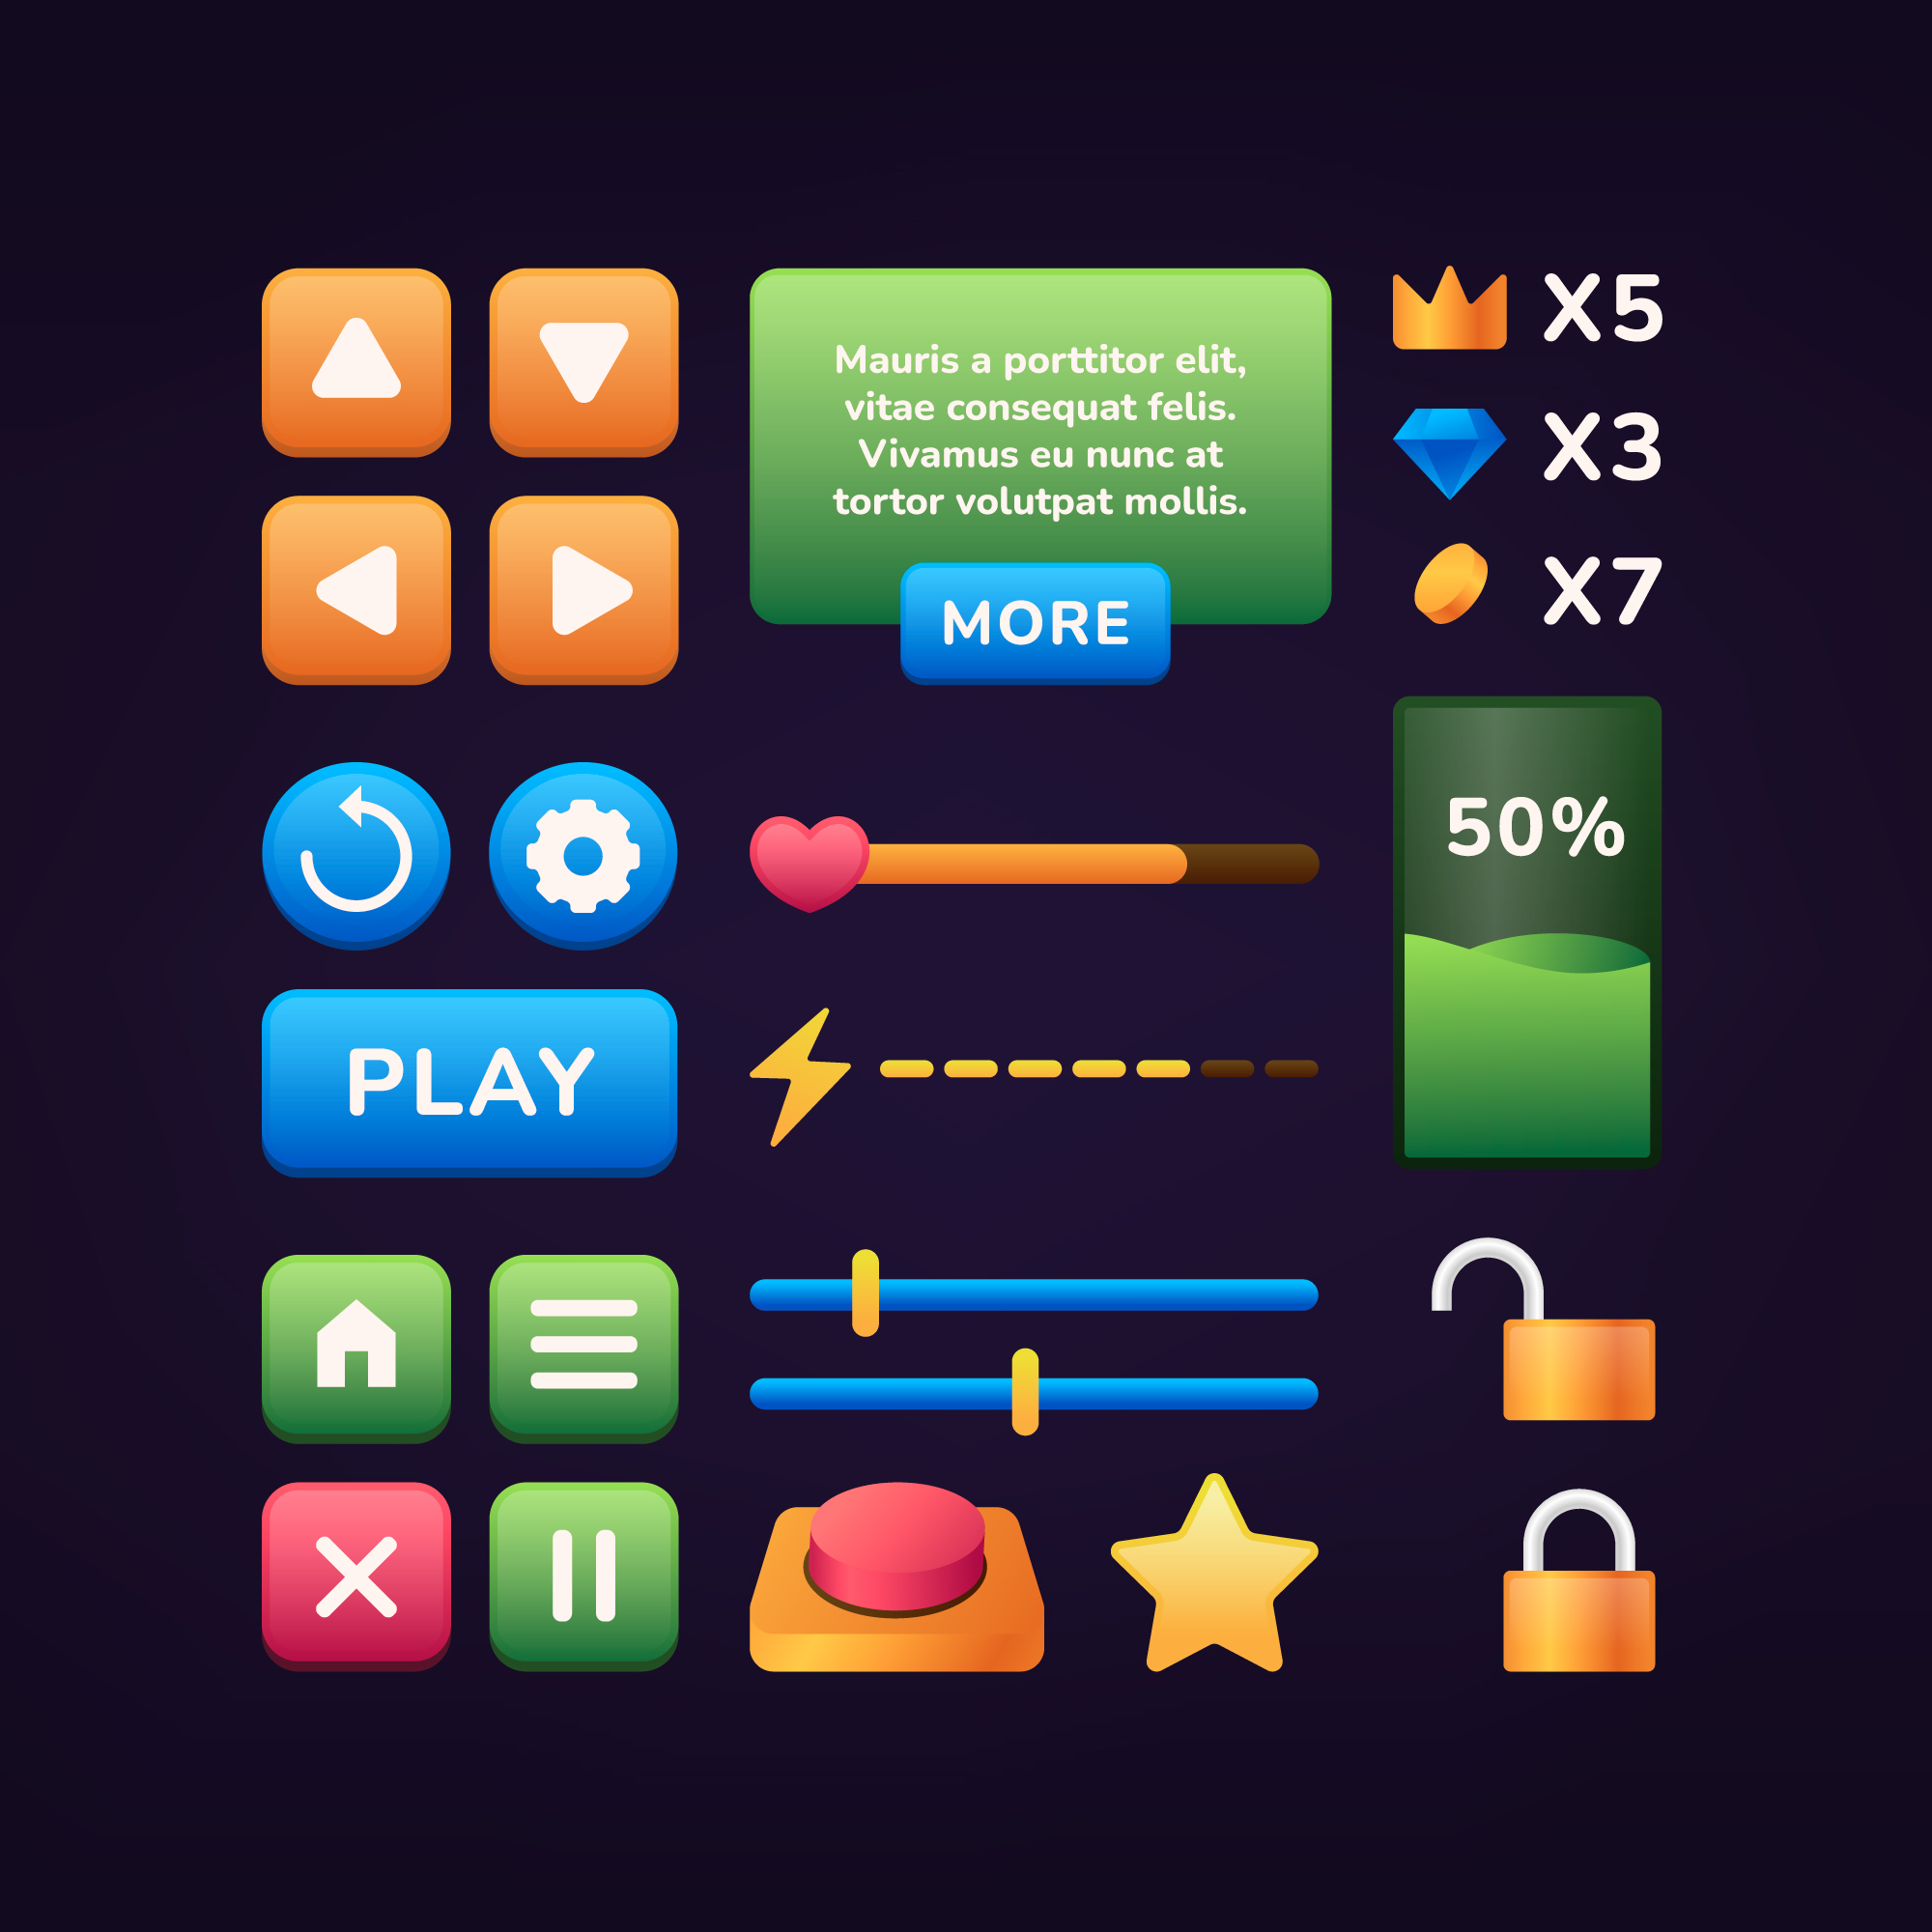 Mauris a porttitor elit,
vitae consequat felis.
Vivamus eu nunc at
tortor volutpat mollis.
MORE
X5
X3
X7
50%
PLAY